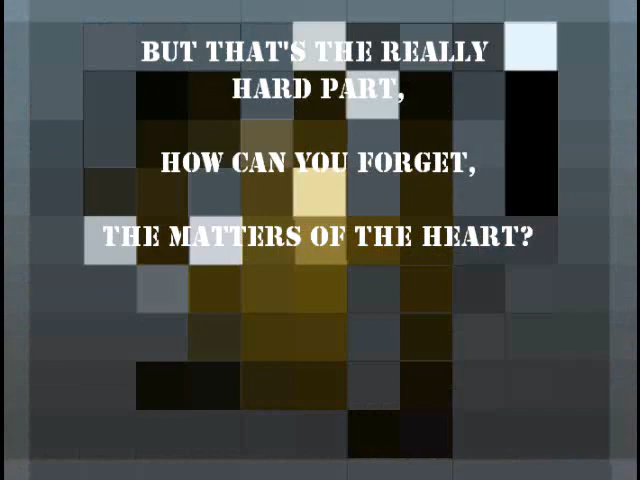 BUT THAT'S THE REALLY
HARD PART,
HOW CAN YOU FORGET,
THE MATTERS OF THE HEART?